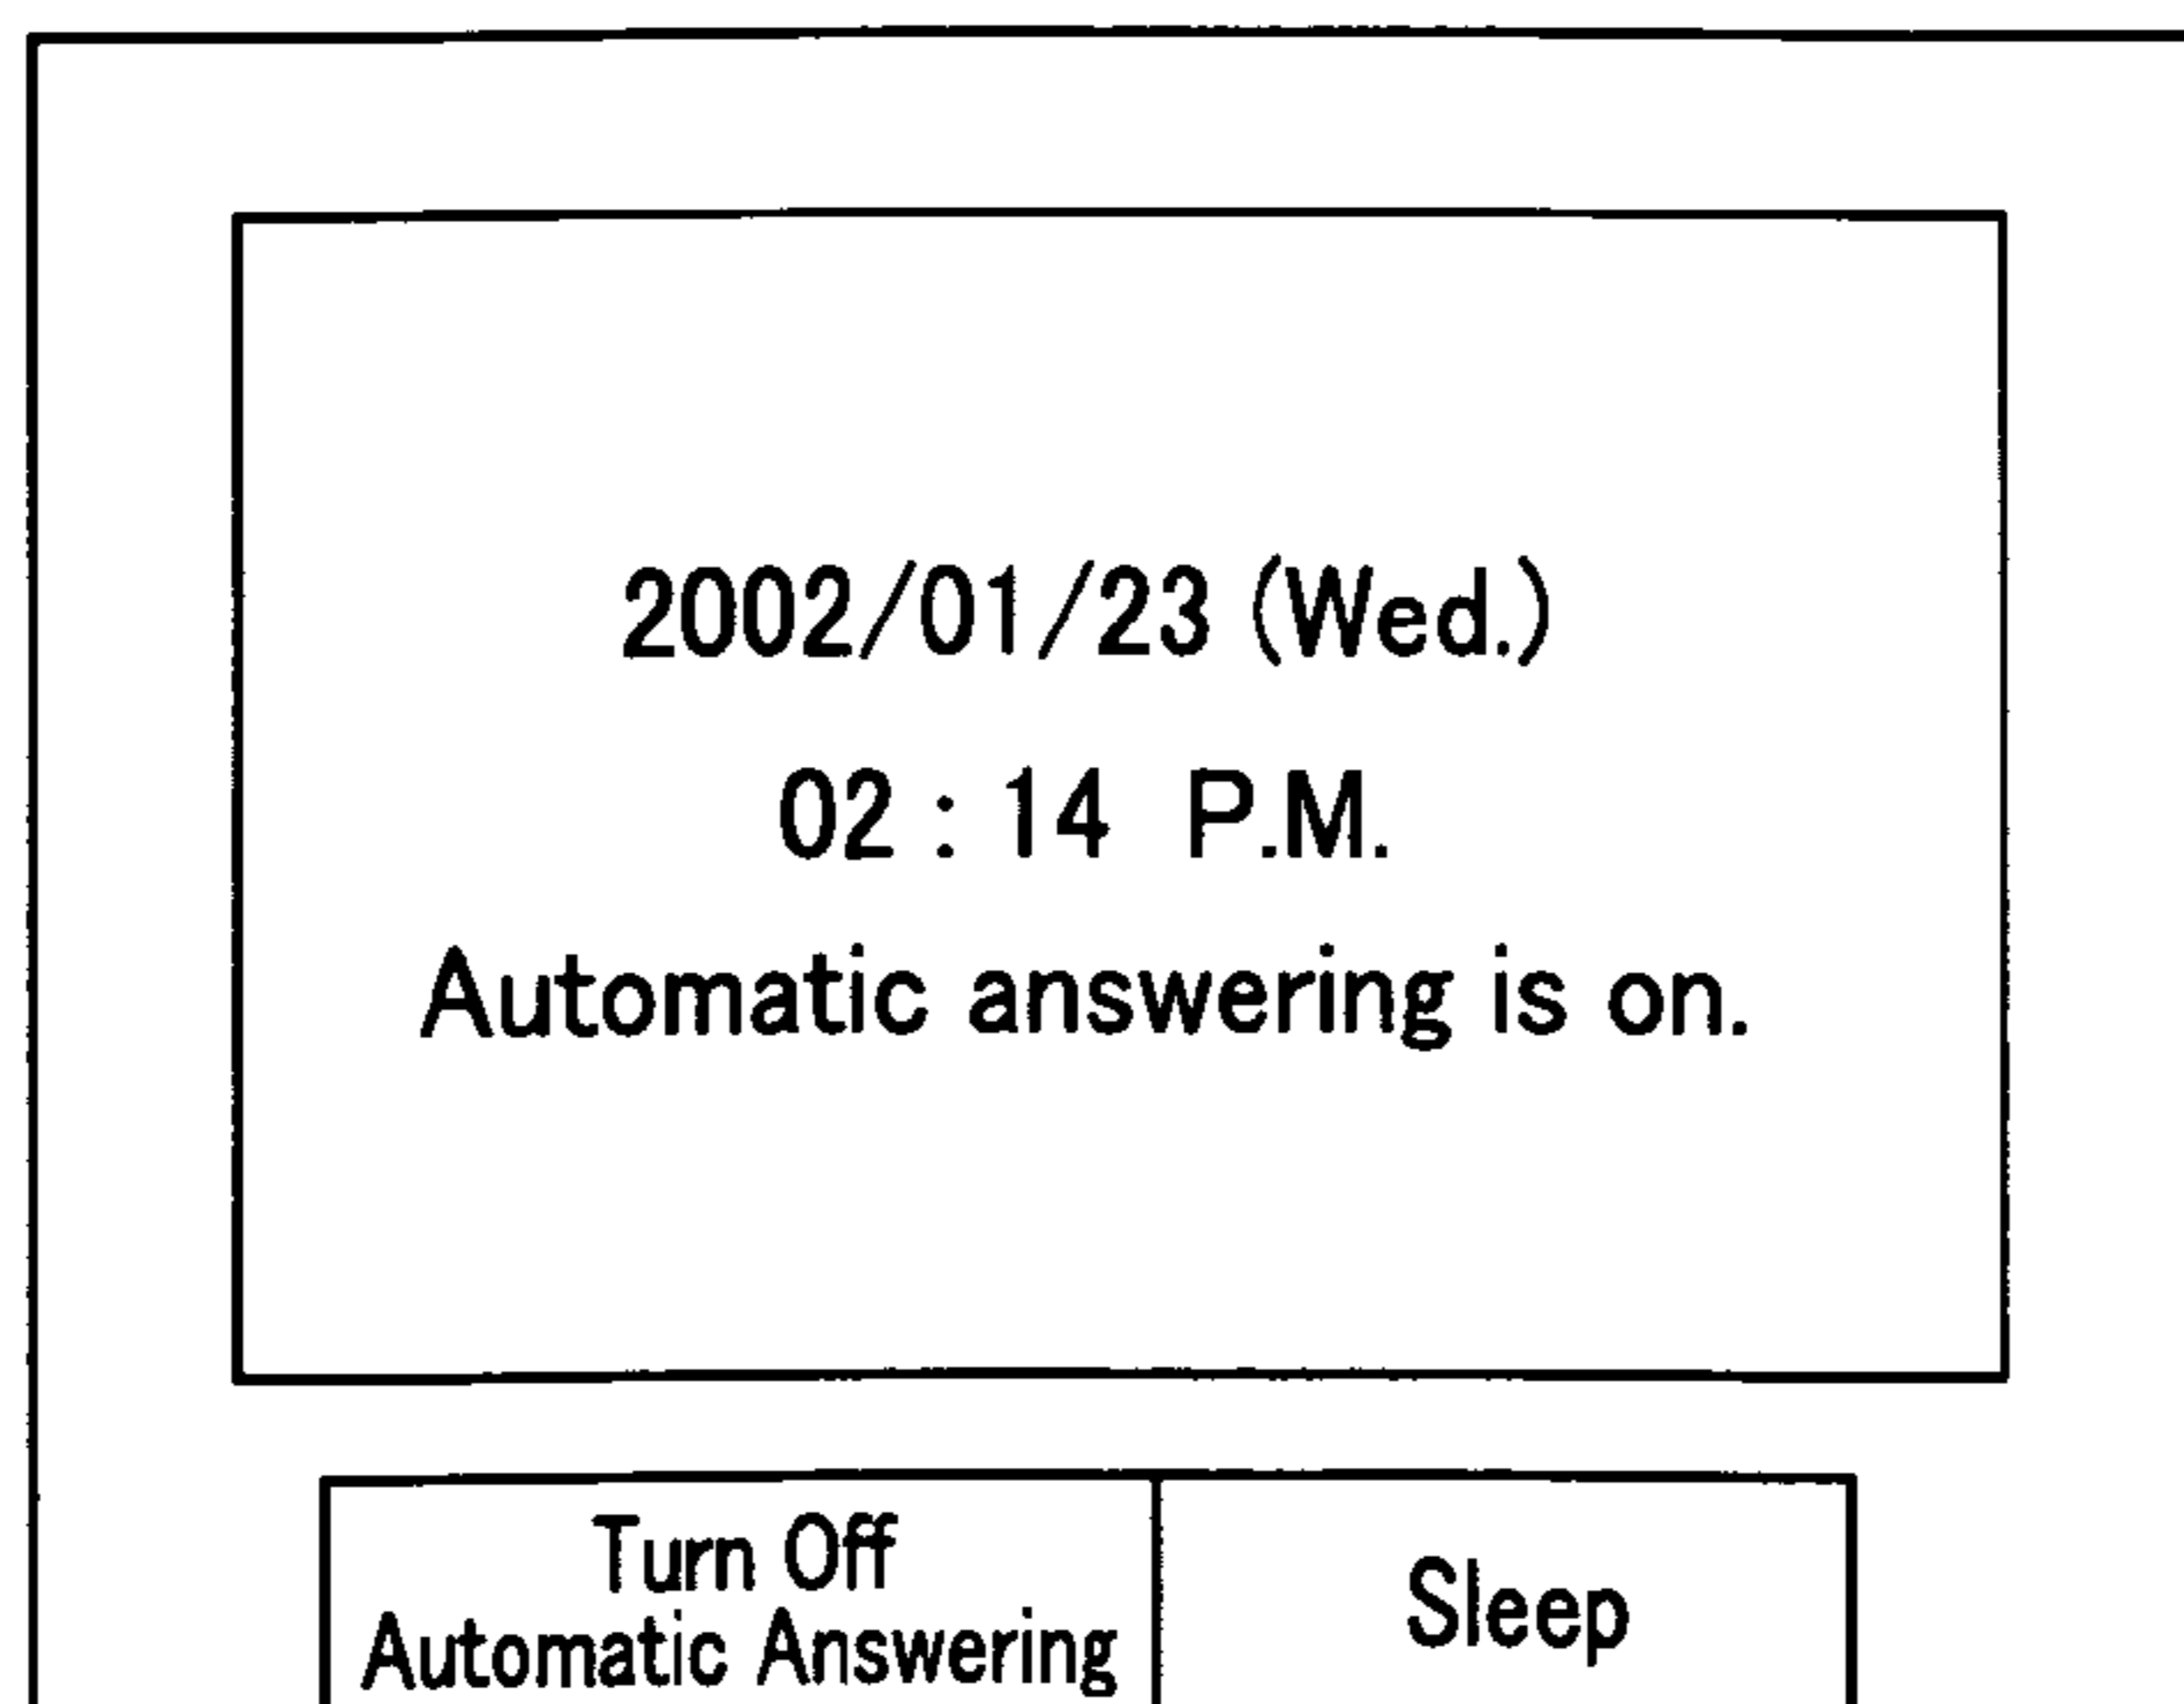 2002/01/23 (Wed.)
02 : 14 P.M.
Automatic answering is on.
Turn Off
Automatic Answering
Sleep